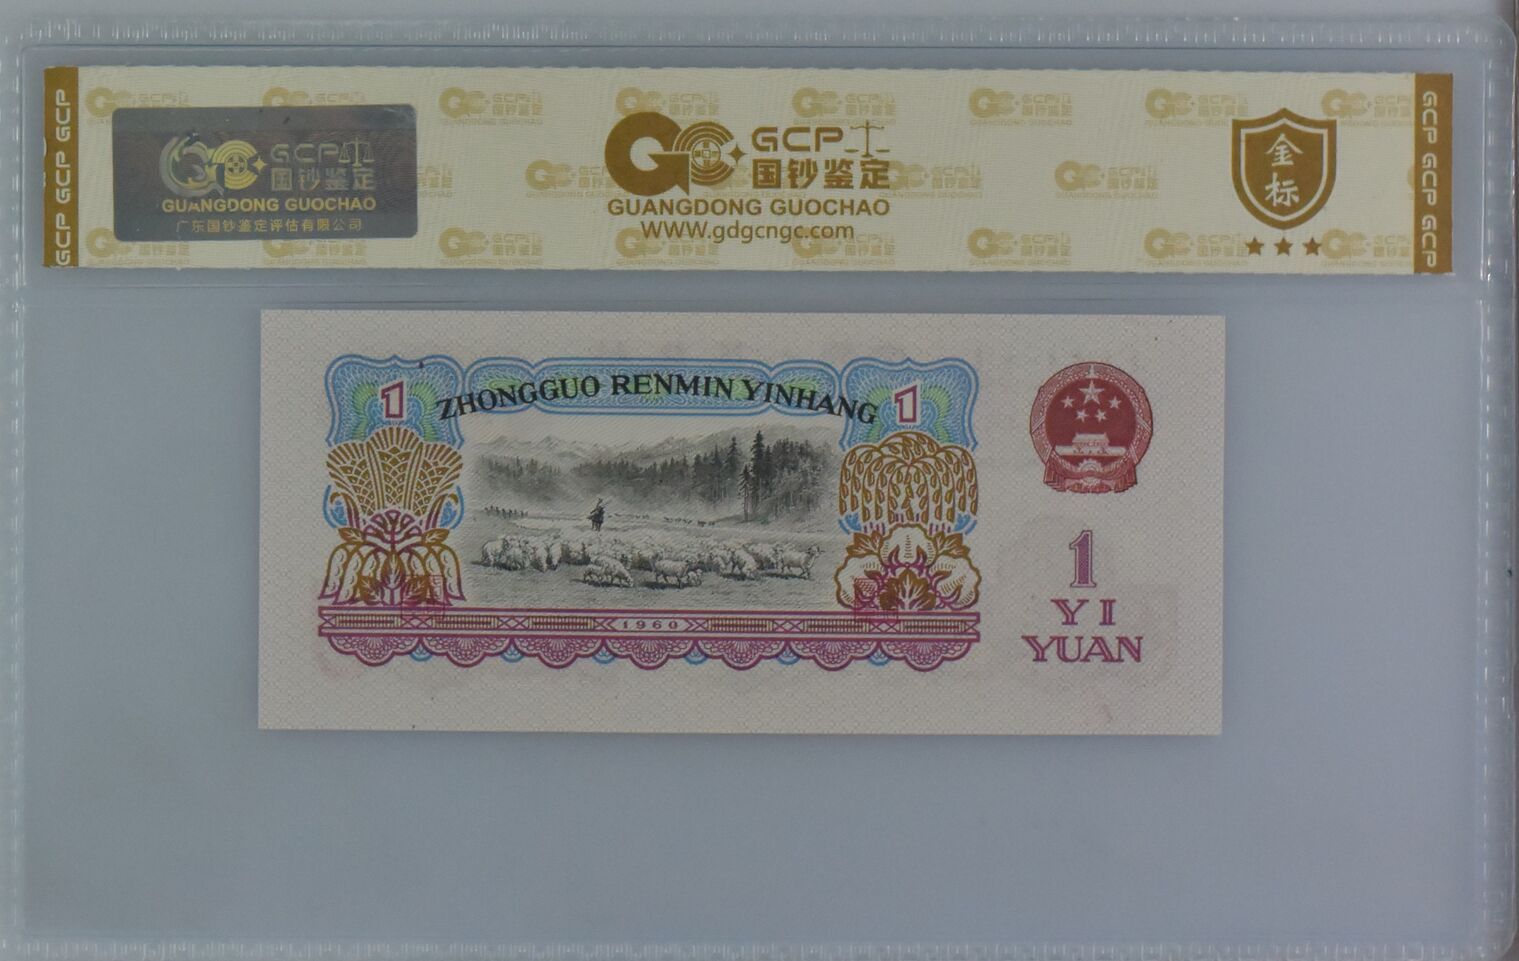 GCP GCP GCP
GCP
国钞鉴定
GUANGDONG GUOCHAO
广东国钞鉴定评估有限公司
GCP
国钞鉴定
GUANGDONG GUOCHAO
WWW.gdgcngc.com
金
标
GCP GCP GCP
1
ZHONGGUO RENMIN YINHANG
1
1960
1
YI
YUAN